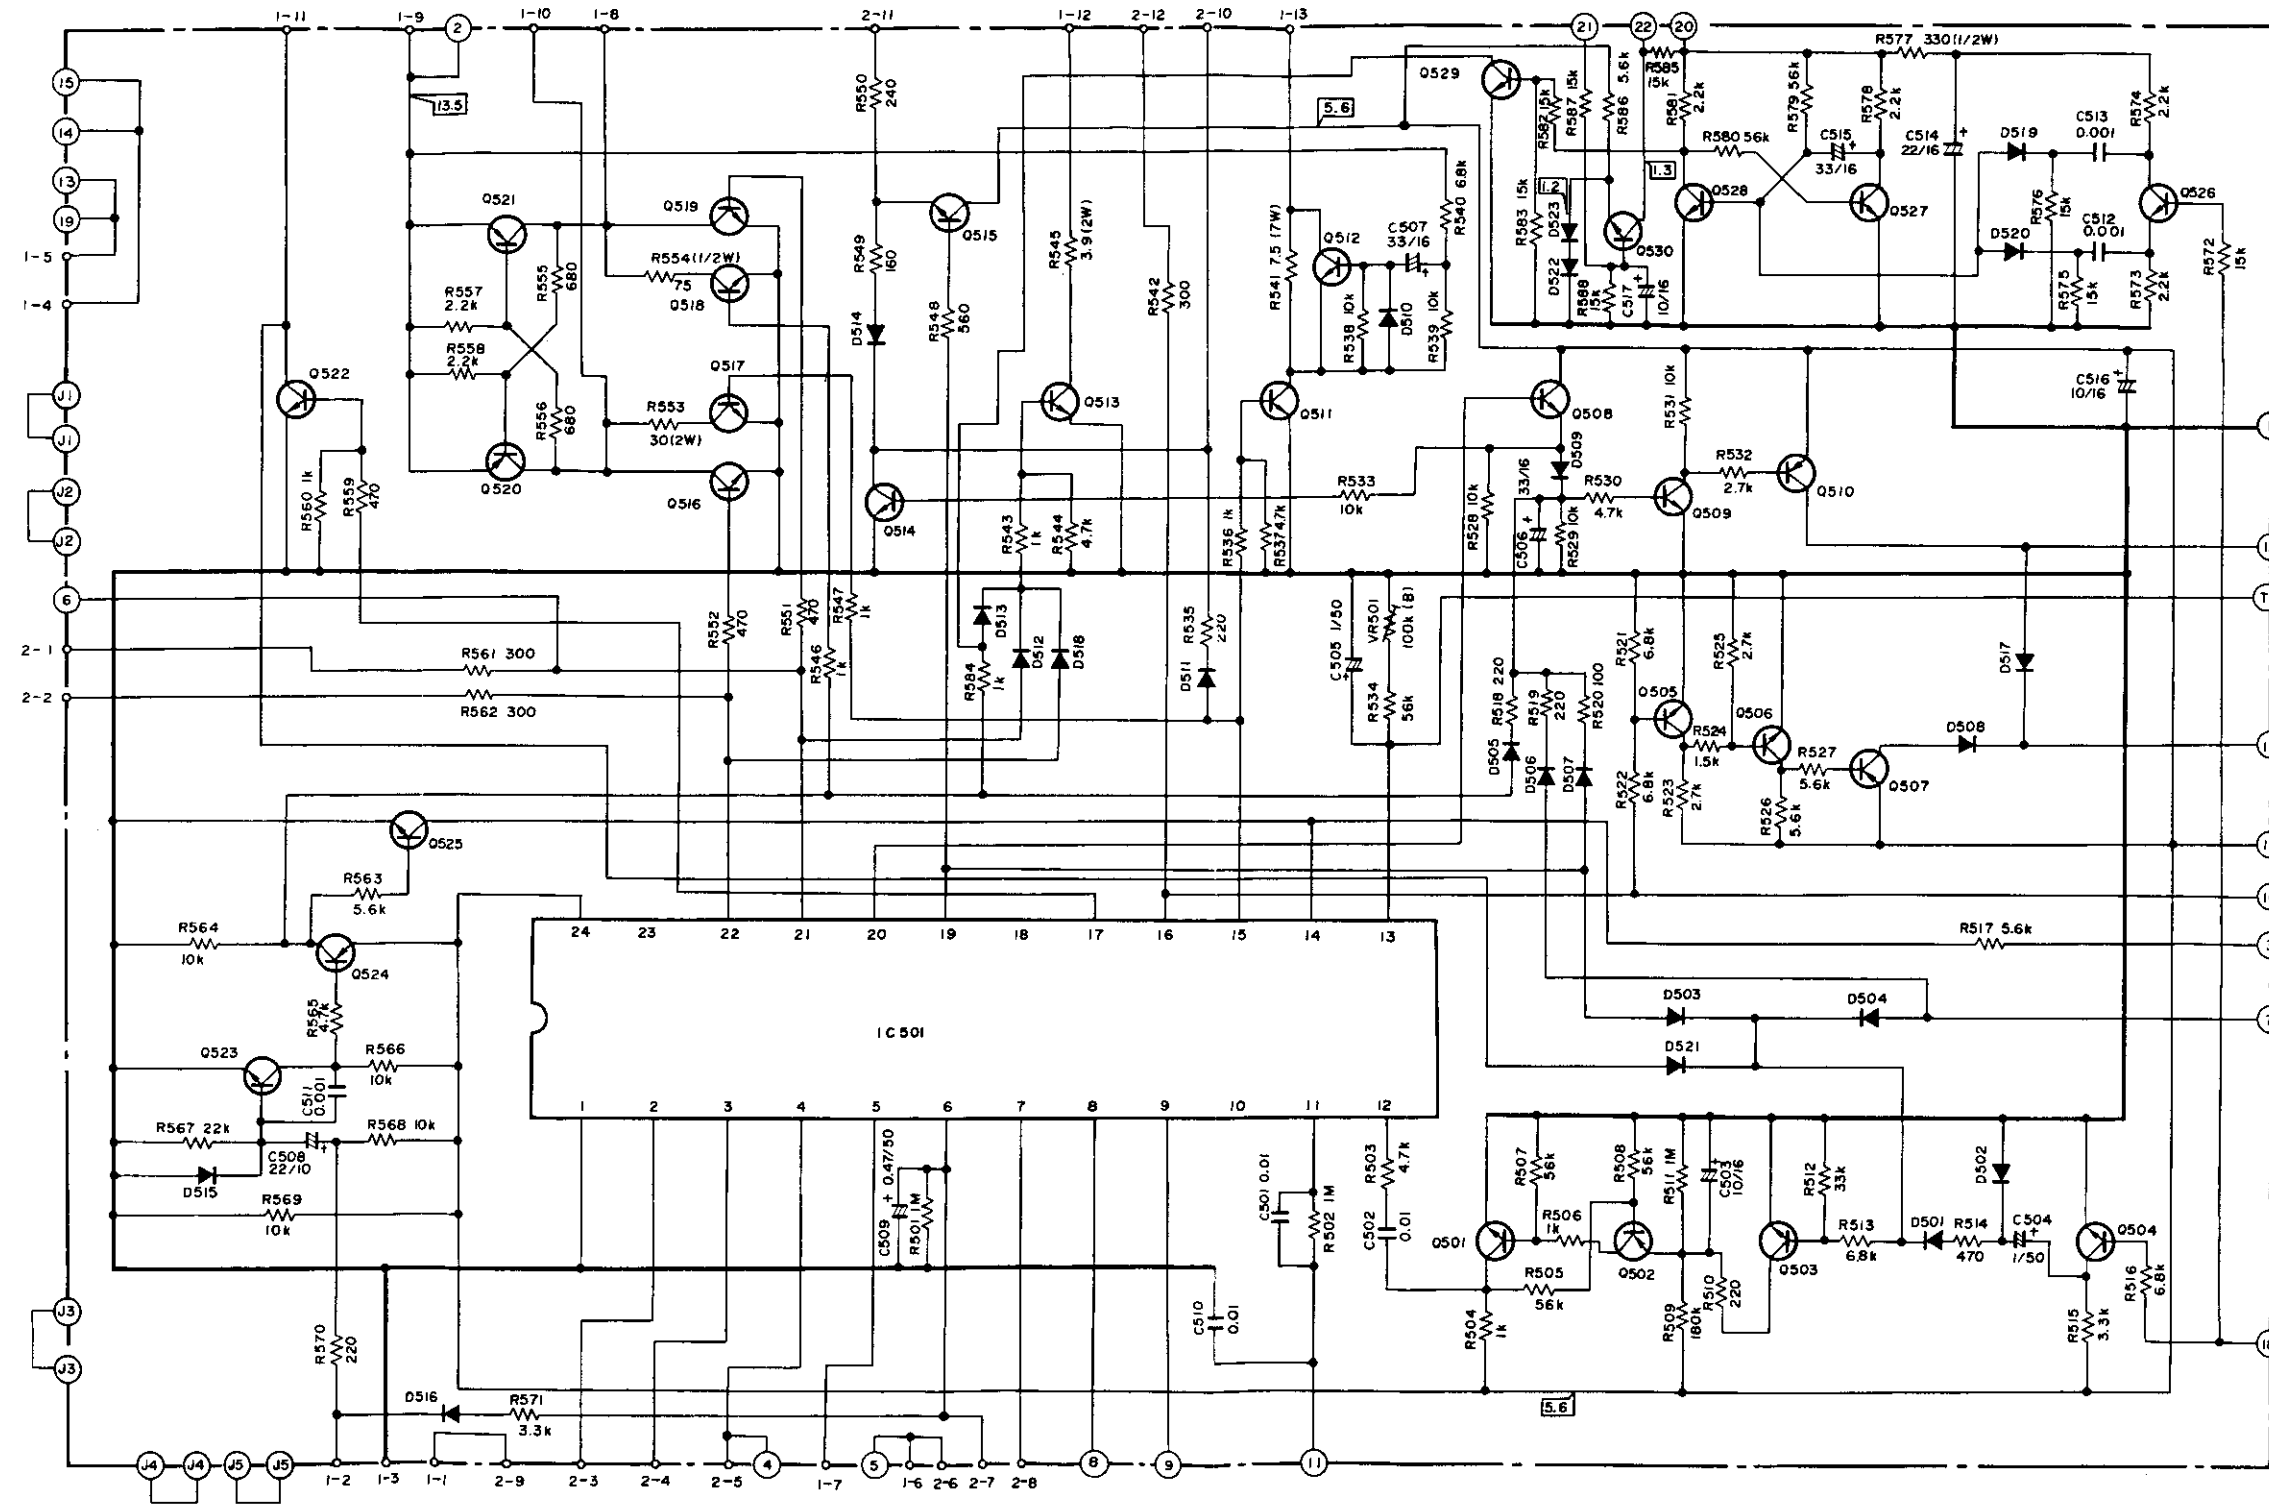 1-11
1-9
2
1-10
1-8
2-11
1-12
2-12
2-10
1-13
21
22
20
R577 330(1/2W)
15
14
13
19
1-5
1-4
13.5
R550
240
5.6
Q529
R582 15k
R587 15k
R586 5.6k
R585
15k
R581
2.2k
R579 56k
R578
2.2k
R580 56k
C515
33/16
C514
22/16
+
D519
C513
0.001
R574
2.2k
Q521
Q519
R554(1/2W)
75
Q518
R555
680
R557
2.2k
R558
2.2k
R549
160
D514
Q515
R548
560
R545
3.9(2W)
R542
300
R541 7.5 (7W)
Q512
C507
33/16
+
R540 6.8k
R538 10k
D510
R539 10k
R583 15k
1.2
D523
D522
Q530
1.3
R588
15k
C517
10/16
+
Q528
Q527
D520
R576
15k
C512
0.001
R575
15k
Q526
R573
2.2k
R572
15k
J1
J1
J2
J2
Q522
Q517
R553
30(2W)
R556
680
Q520
Q516
R560 1k
R559
470
Q513
Q514
R543
1k
R544
4.7k
Q511
R533
10k
R536 1k
R537 4.7k
Q508
D509
R528 10k
33/16
C506
+
R529 10k
R530
4.7k
R531 10k
Q509
R532
2.7k
Q510
C516
10/16
+
6
2-1
2-2
R561 300
R562 300
R552
470
R551
470
R547
1k
R546
1k
D513
R584
1k
D512
D518
R535
220
D511
C505 1/50
+
VR501
100k (B)
R534
56k
R518 220
R519
220
R520 100
D505
D506
D507
R521
6.8k
R522
6.8k
Q505
R525
2.7k
R524
1.5k
R523
2.7k
Q506
R527
5.6k
R526
5.6k
Q507
D508
D517
Q525
R563
5.6k
R564
10k
Q524
R565
4.7k
24
23
22
21
20
19
18
17
16
15
14
13
IC501
1
2
3
4
5
6
7
8
9
10
11
12
R517 5.6k
D503
D504
D521
Q523
C511
0.001
R566
10k
R567 22k
C508
22/10
+
R568 10k
D515
R569
10k
C509
+ 0.47/50
R501 1M
C501 0.01
R502 1M
R503
4.7k
C502
0.01
Q501
R507
56k
R508
56k
R506
1k
Q502
R505
56k
R504
1k
R511 1M
C503
10/16
+
R510
220
R509
180k
Q503
R512
33k
R513
6.8k
D501
R514
470
D502
C504
1/50
+
Q504
R516
6.8k
R515
3.3k
C510
0.01
J3
J3
R570
220
D516
R571
3.3k
5.6
J4
J4
J5
J5
1-2
1-3
1-1
2-9
2-3
2-4
2-5
4
1-7
5
1-6
2-6
2-7
2-8
8
9
11